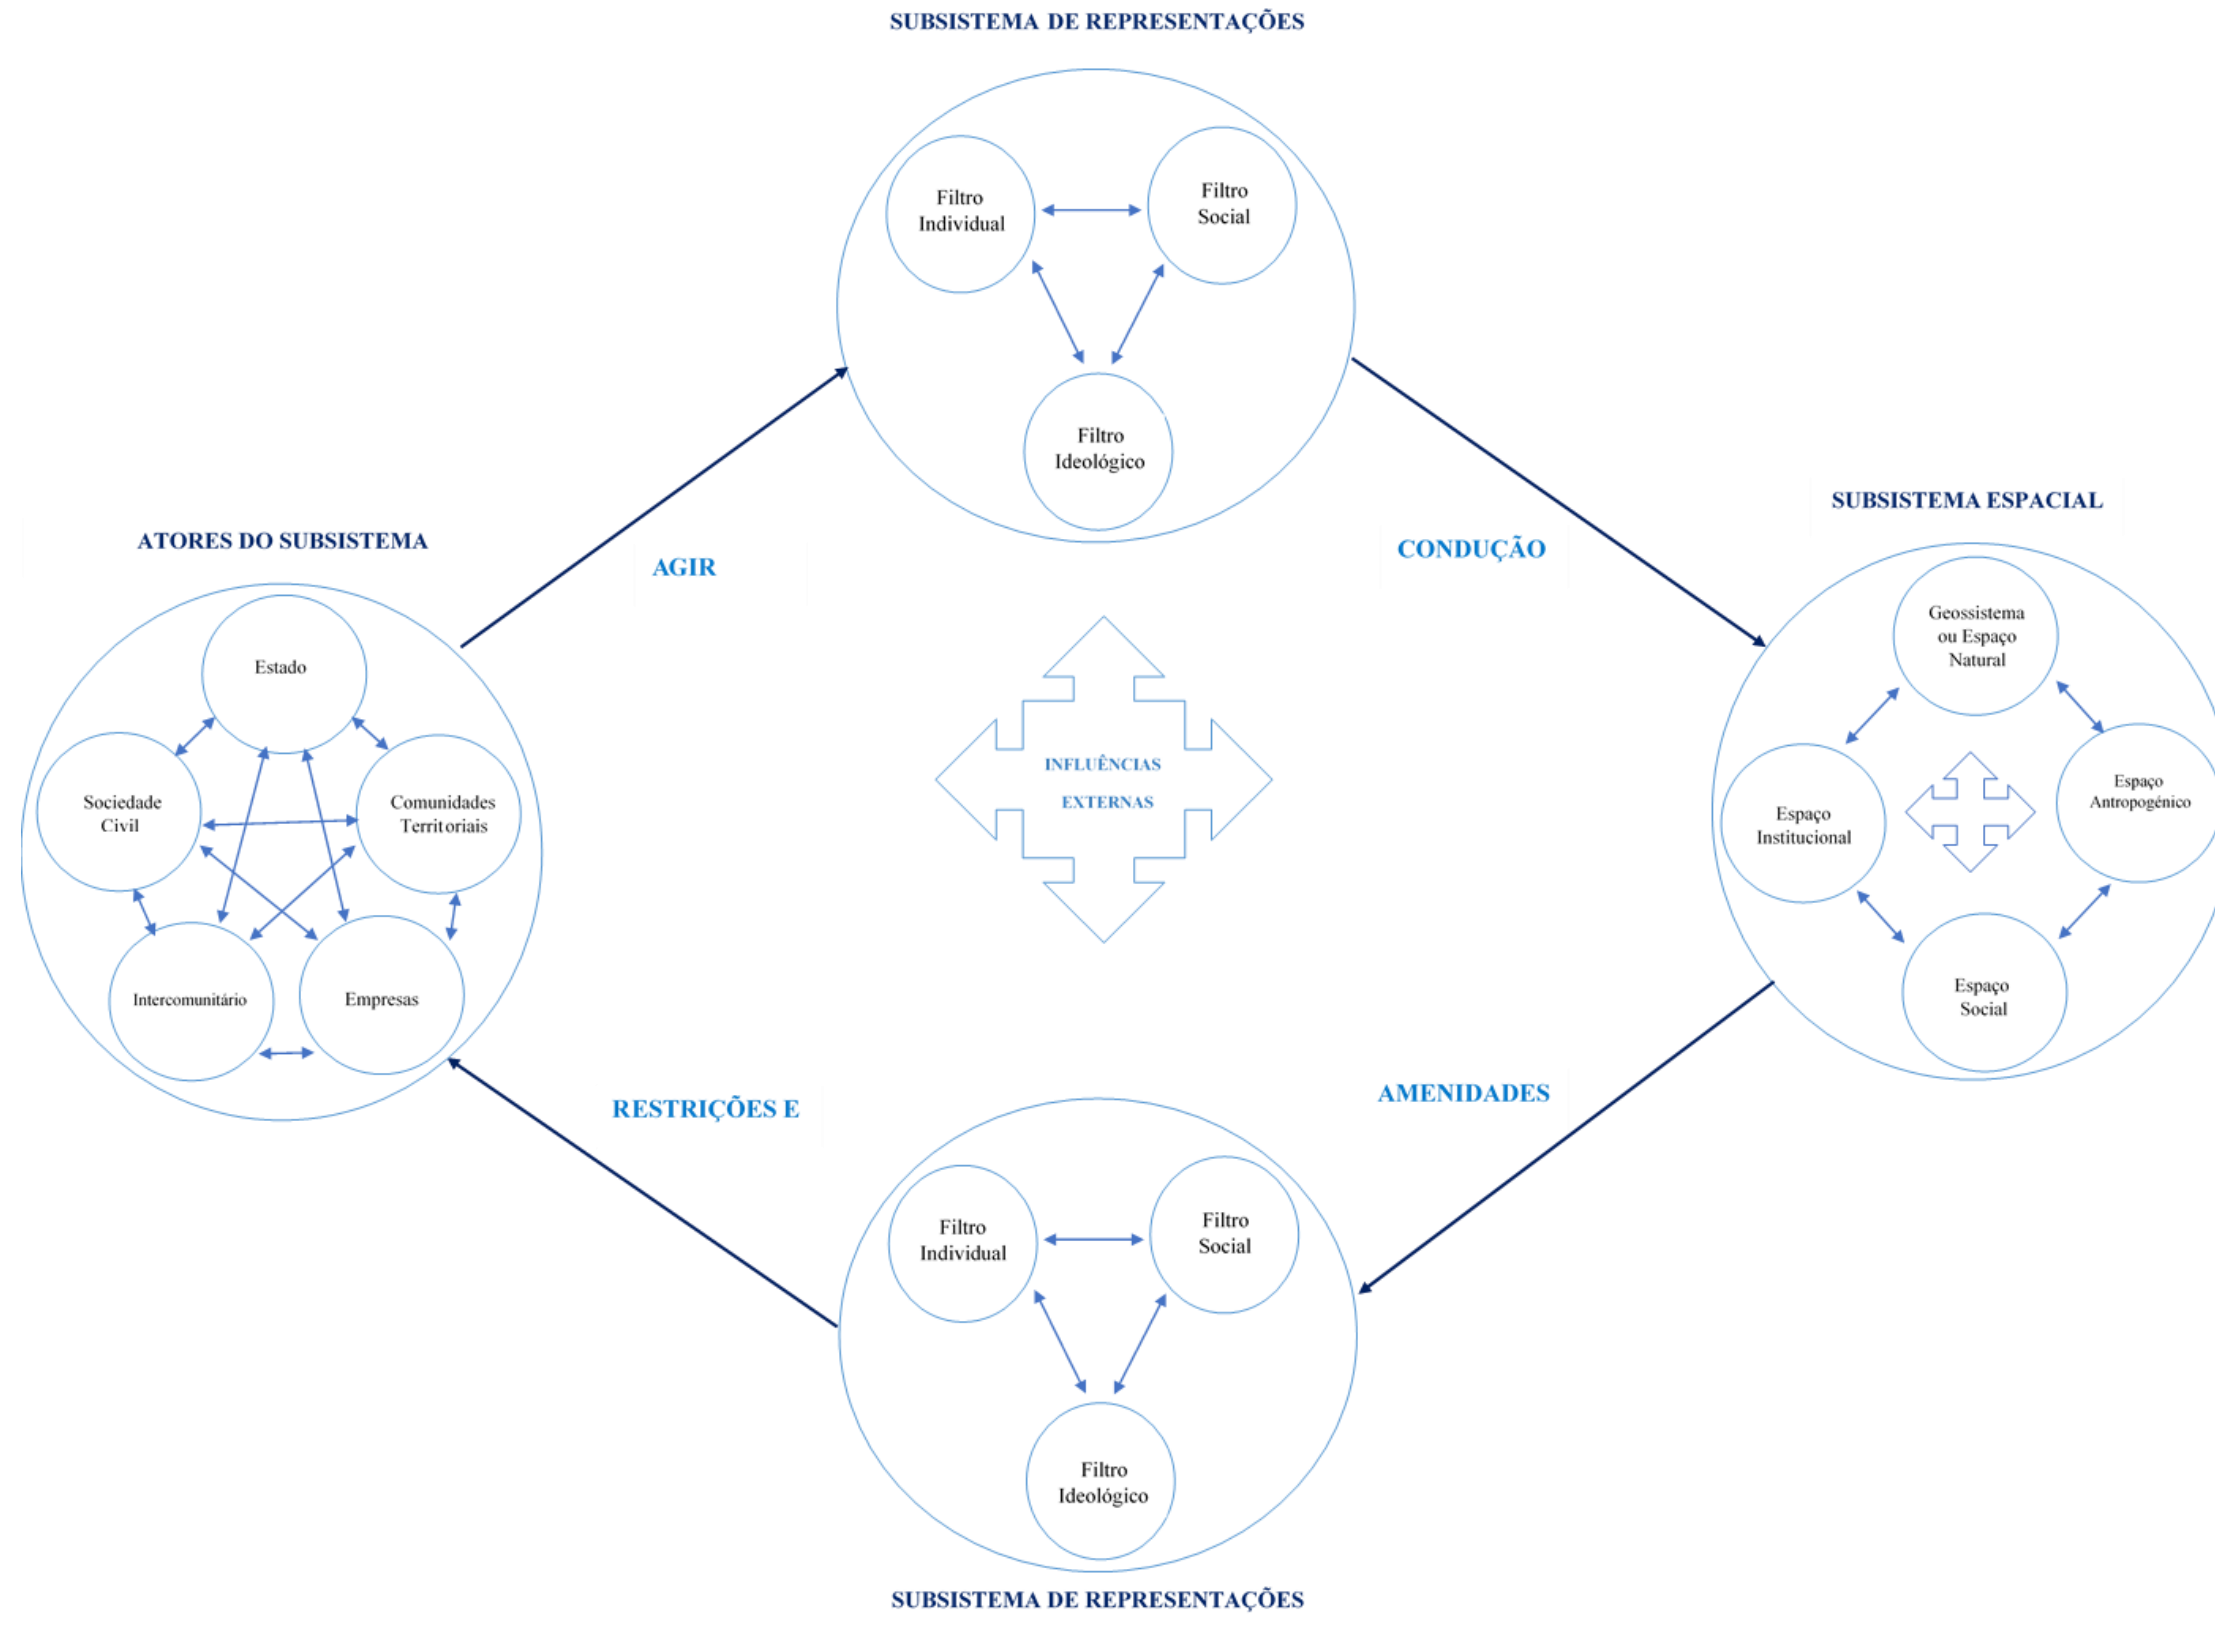 SUBSISTEMA DE REPRESENTAÇÕES
Filtro
Individual
Filtro
Social
Filtro
Ideológico
ATORES DO SUBSISTEMA
AGIR
CONDUÇÃO
SUBSISTEMA ESPACIAL
Estado
Sociedade
Civil
Comunidades
Territoriais
Intercomunitário
Empresas
INFLUÊNCIAS
EXTERNAS
Geossistema
ou Espaço
Natural
Espaço
Institucional
Espaço
Antropogénico
Espaço
Social
RESTRIÇÕES E
AMENIDADES
Filtro
Individual
Filtro
Social
Filtro
Ideológico
SUBSISTEMA DE REPRESENTAÇÕES